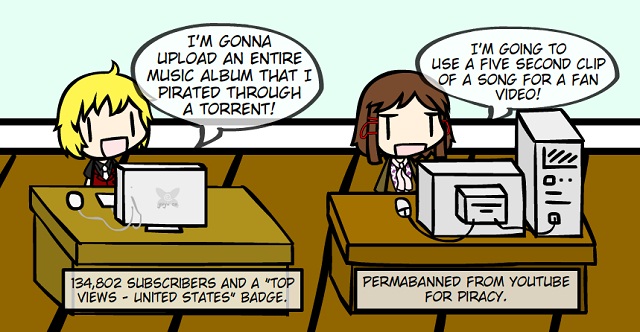 I'M GONNA
UPLOAD AN ENTIRE
MUSIC ALBUM THAT I
PIRATED THROUGH
A TORRENT!
I'M GOING TO
USE A FIVE SECOND CLIP
OF A SONG FOR A FAN
VIDEO!
134,802 SUBSCRIBERS AND A "TOP
VIEWS - UNITED STATES" BADGE.
PERMABANNED FROM YOUTUBE
FOR PIRACY.